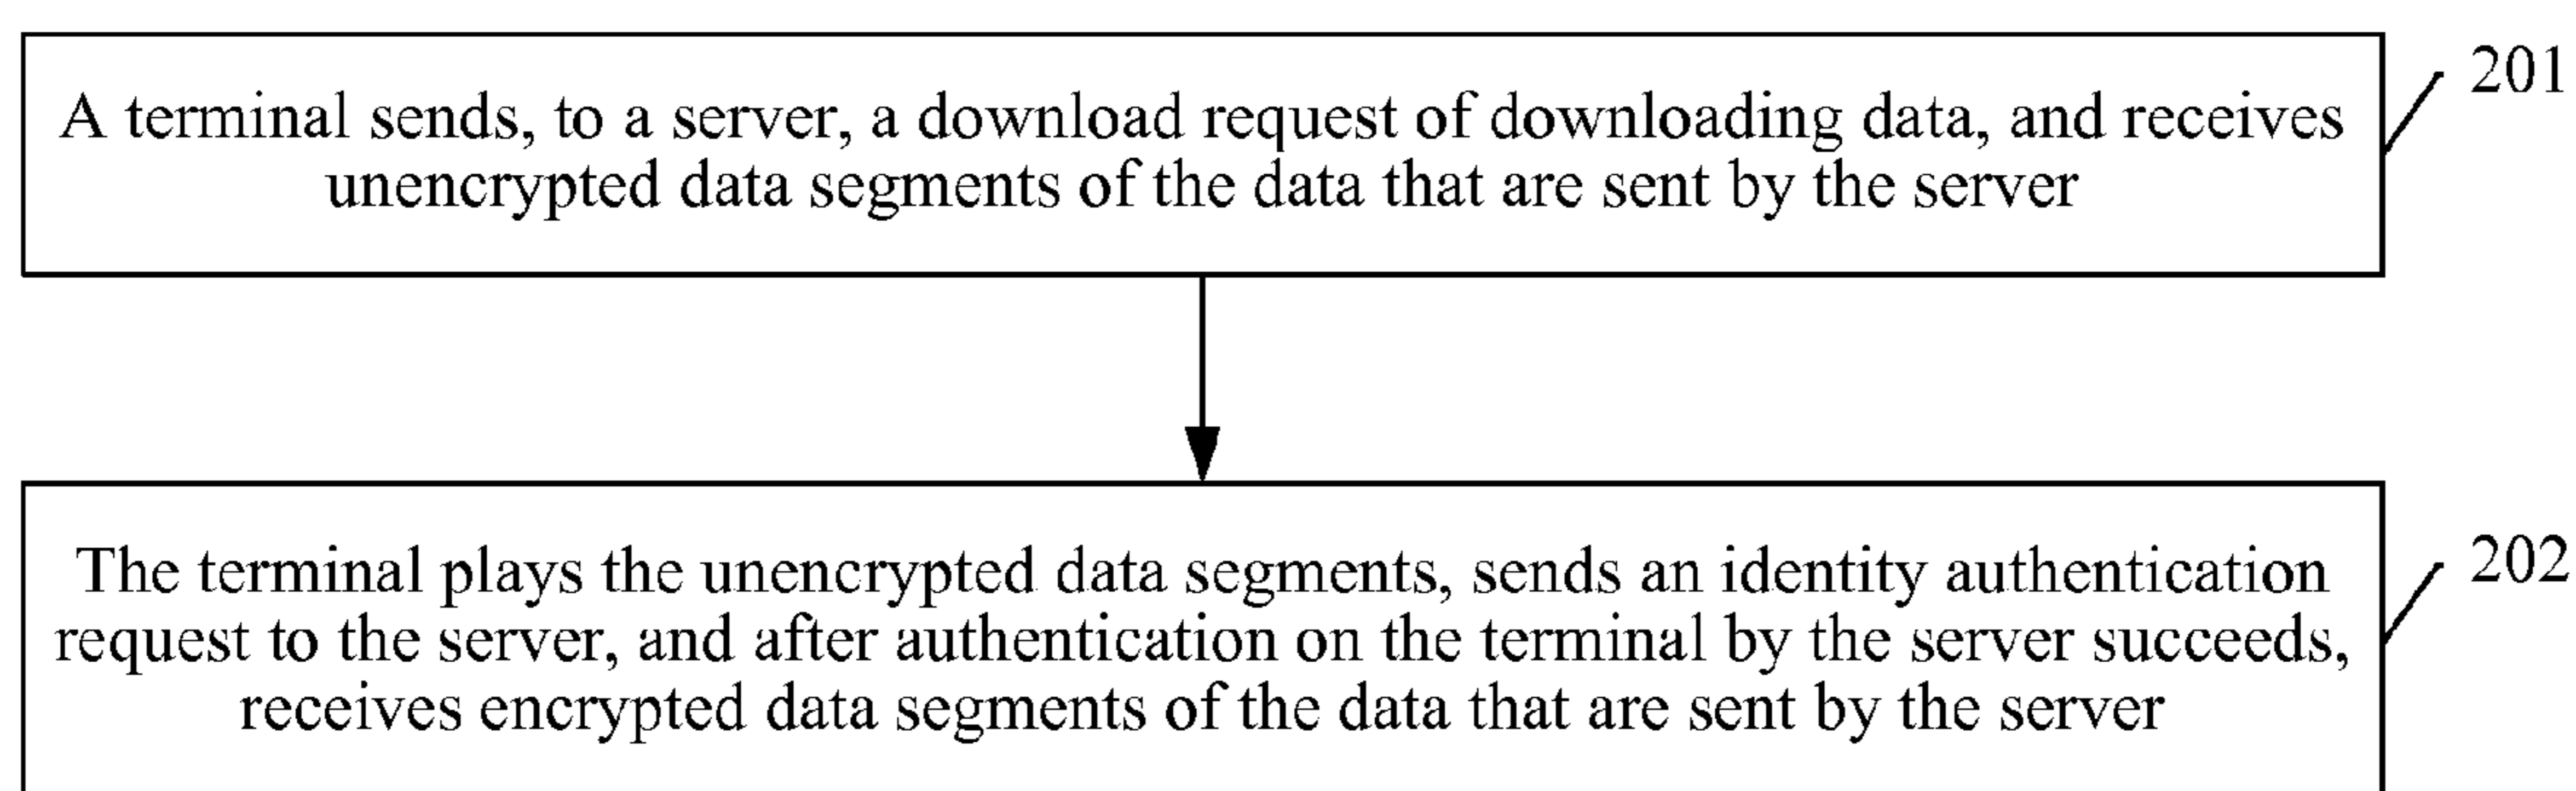 A terminal sends, to a server, a download request of downloading data, and receives
unencrypted data segments of the data that are sent by the server
201
The terminal plays the unencrypted data segments, sends an identity authentication
request to the server, and after authentication on the terminal by the server succeeds,
receives encrypted data segments of the data that are sent by the server
202